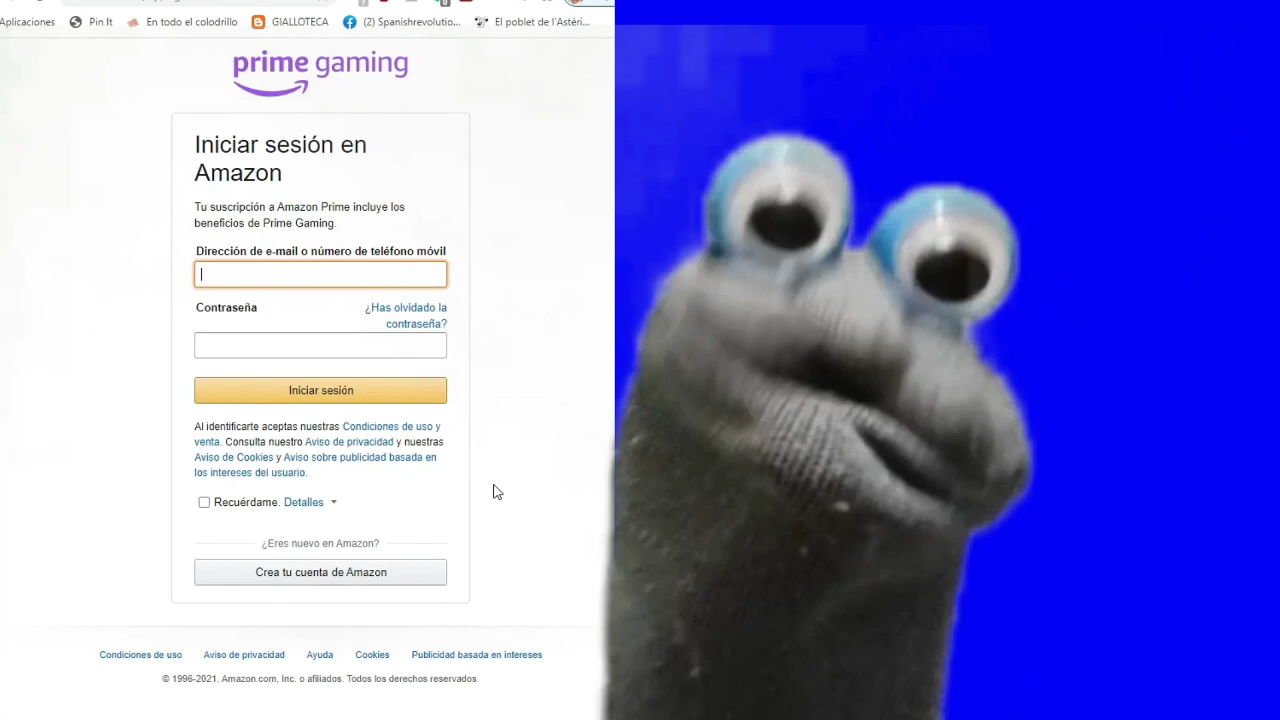 Aplicaciones Pin It En todo el colodrillo GIALLOTECA (2) Spanishrevolutio... El poblet de l'Astèri...
prime gaming
Iniciar sesión en
Amazon
Tu suscripción a Amazon Prime incluye los
beneficios de Prime Gaming.
Dirección de e-mail o número de teléfono móvil
Contraseña ¿Has olvidado la
contraseña?
Iniciar sesión
Al identificarte aceptas nuestras Condiciones de uso y
venta. Consulta nuestro Aviso de privacidad y nuestras
Aviso de Cookies y Aviso sobre publicidad basada en
los intereses del usuario.
Recuérdame. Detalles
¿Eres nuevo en Amazon?
Crea tu cuenta de Amazon
Condiciones de uso Aviso de privacidad Ayuda Cookies Publicidad basada en intereses
© 1996-2021, Amazon.com, Inc. o afiliados. Todos los derechos reservados.